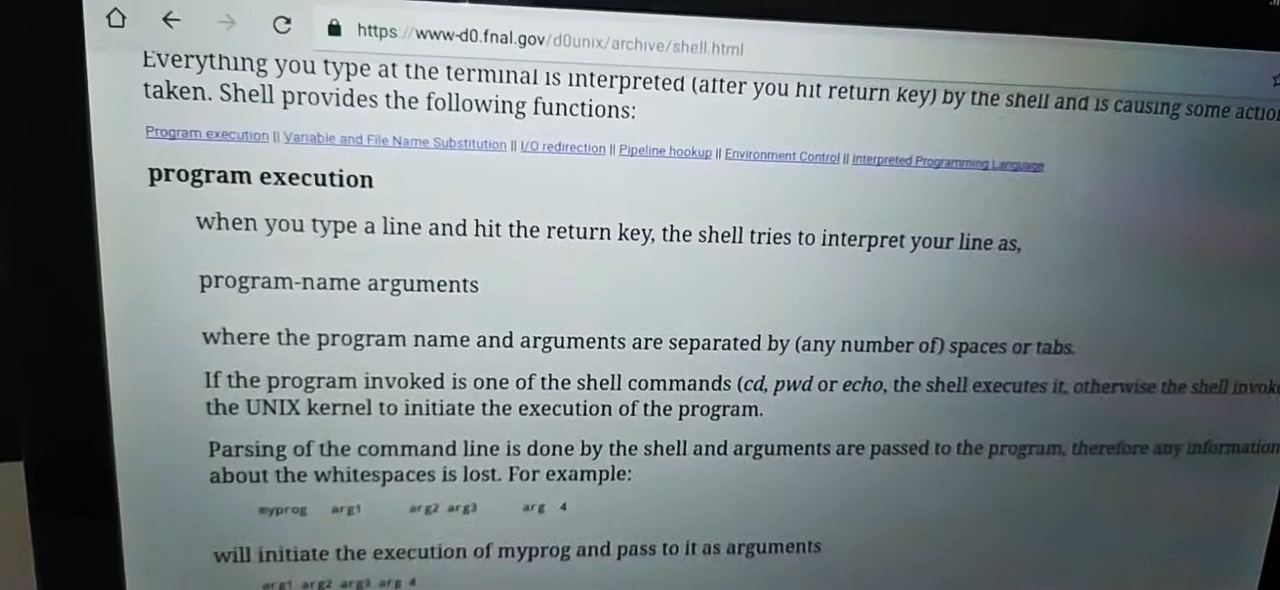 https://www-d0.fnal.gov/d0unix/archive/shell.html
Everything you type at the terminal is interpreted (after you hit return key) by the shell and is causing some
taken. Shell provides the following functions:
Program execution || Variable and File Name Substitution || I/O redirection || Pipeline hookup || Environment Control || Interpreted Programming Language
program execution
when you type a line and hit the return key, the shell tries to interpret your line as,
program-name arguments
where the program name and arguments are separated by (any number of) spaces or tabs.
If the program invoked is one of the shell commands (cd, pwd or echo, the shell executes it, otherwise the shell
the UNIX kernel to initiate the execution of the program.
Parsing of the command line is done by the shell and arguments are passed to the program, therefore any information
about the whitespaces is lost. For example:
myprog arg1 arg2 arg3 arg 4
will initiate the execution of myprog and pass to it as arguments
arg1 arg2 arg3 arg 4